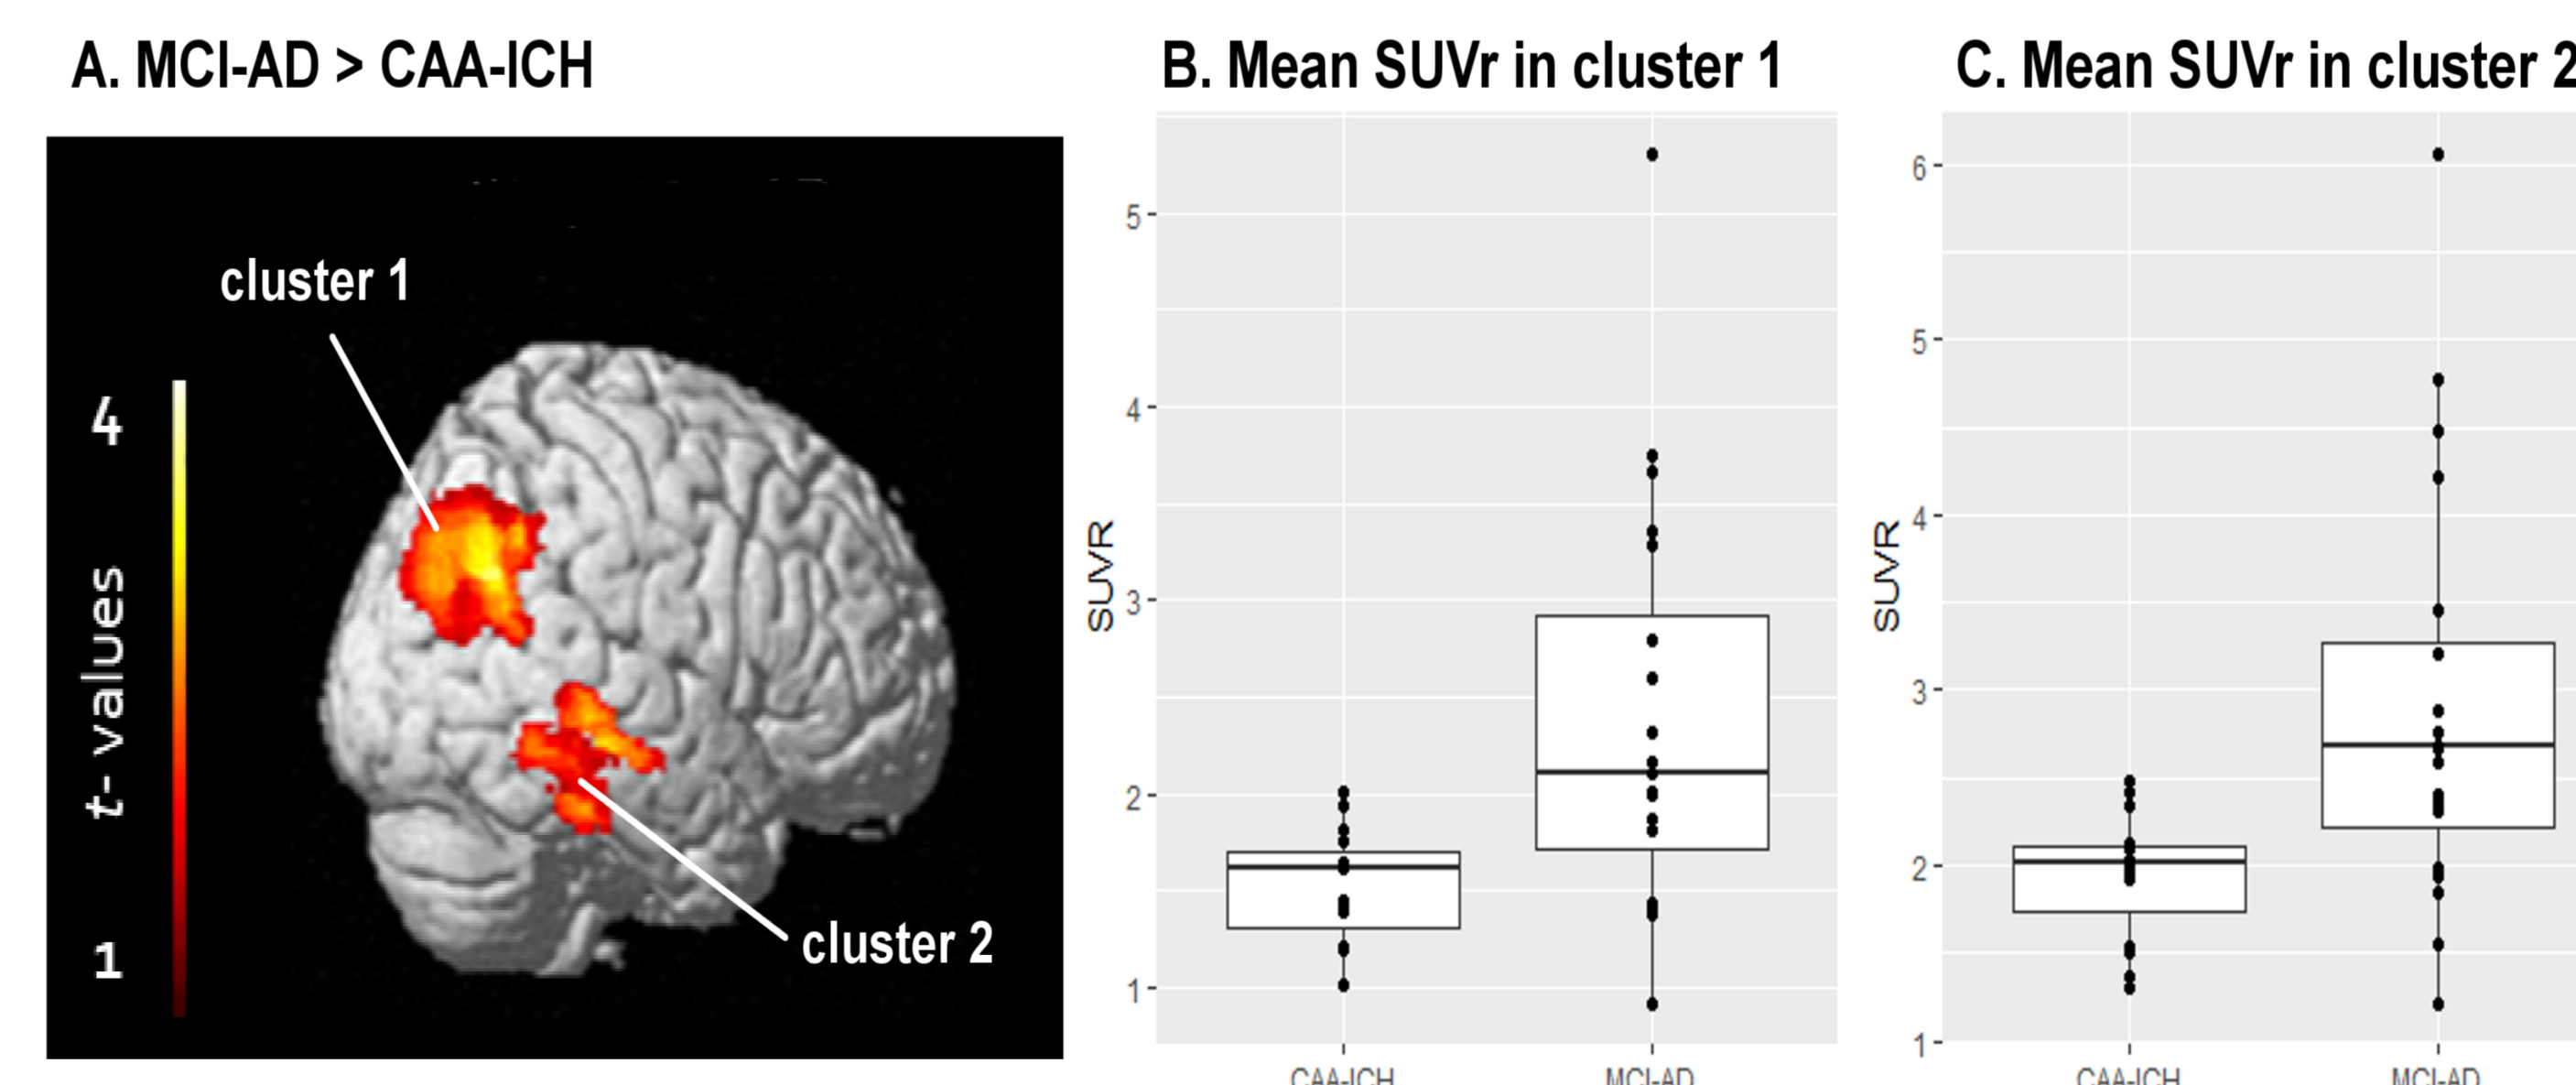 A. MCI-AD > CAA-ICH
cluster 1
4
t- values
1
cluster 2
B. Mean SUVr in cluster 1
5
4
3
2
1
SUVR
CAA-ICH
MCI-AD
C. Mean SUVr in cluster 2
6
5
4
3
2
1
SUVR
CAA-ICH
MCI-AD